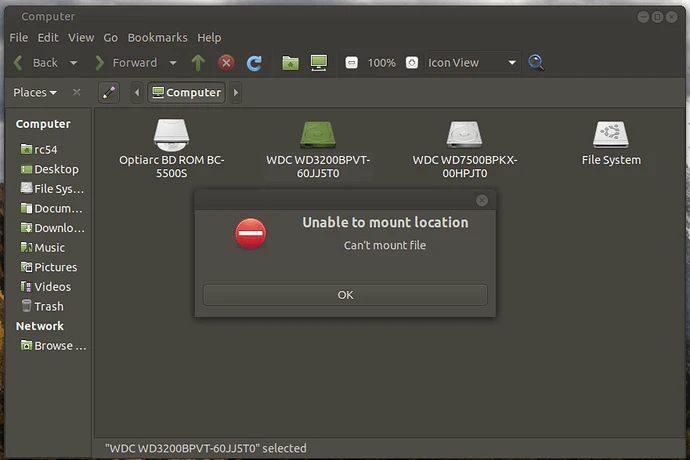 Computer
File Edit View Go Bookmarks Help
Back Forward 100% Icon View
Places Computer
Computer
rc54
Desktop
File Sys...
Docum...
Downlo...
Music
Pictures
Videos
Trash
Network
Browse ...
Optiarc BD ROM BC-
5500S
WDC WD3200BPVT-
60JJ5T0
WDC WD7500BPKX-
00HPJT0
File System
Unable to mount location
Can't mount file
OK
"WDC WD3200BPVT-60JJ5T0" selected